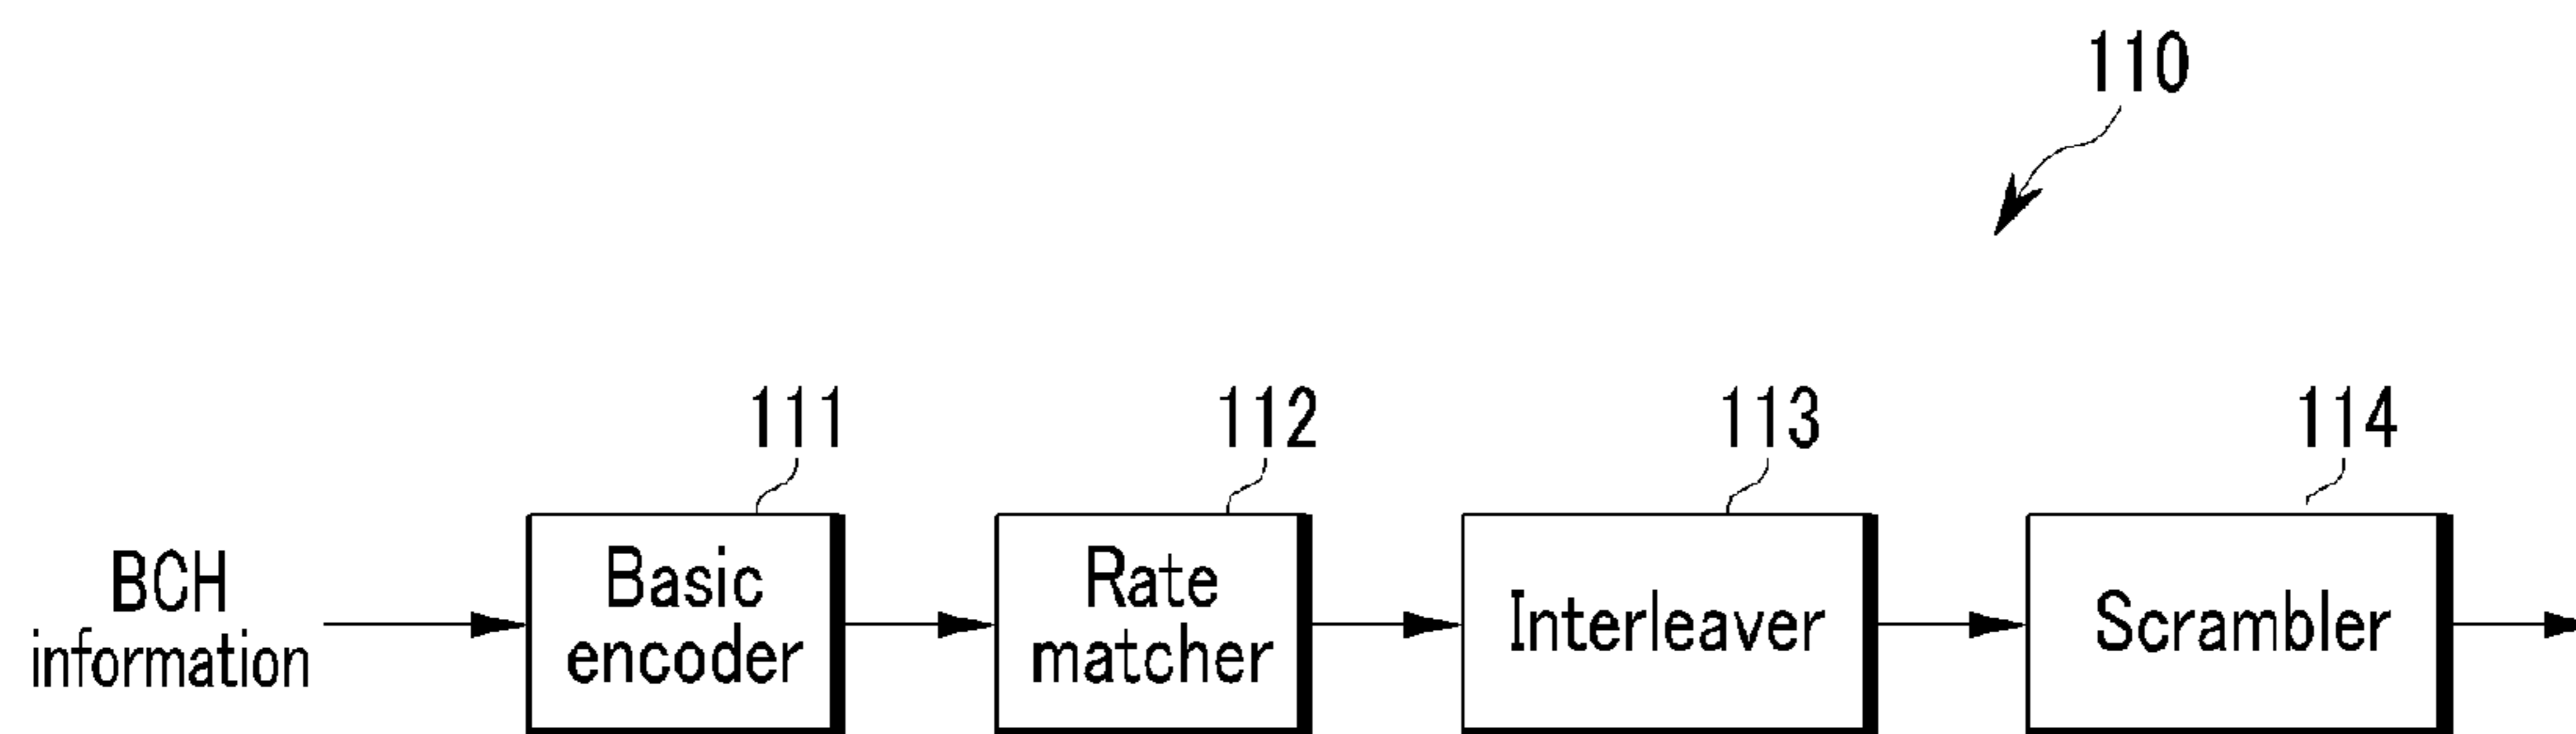 110
111
112
113
114
BCH
information
Basic
encoder
Rate
matcher
Interleaver
Scrambler